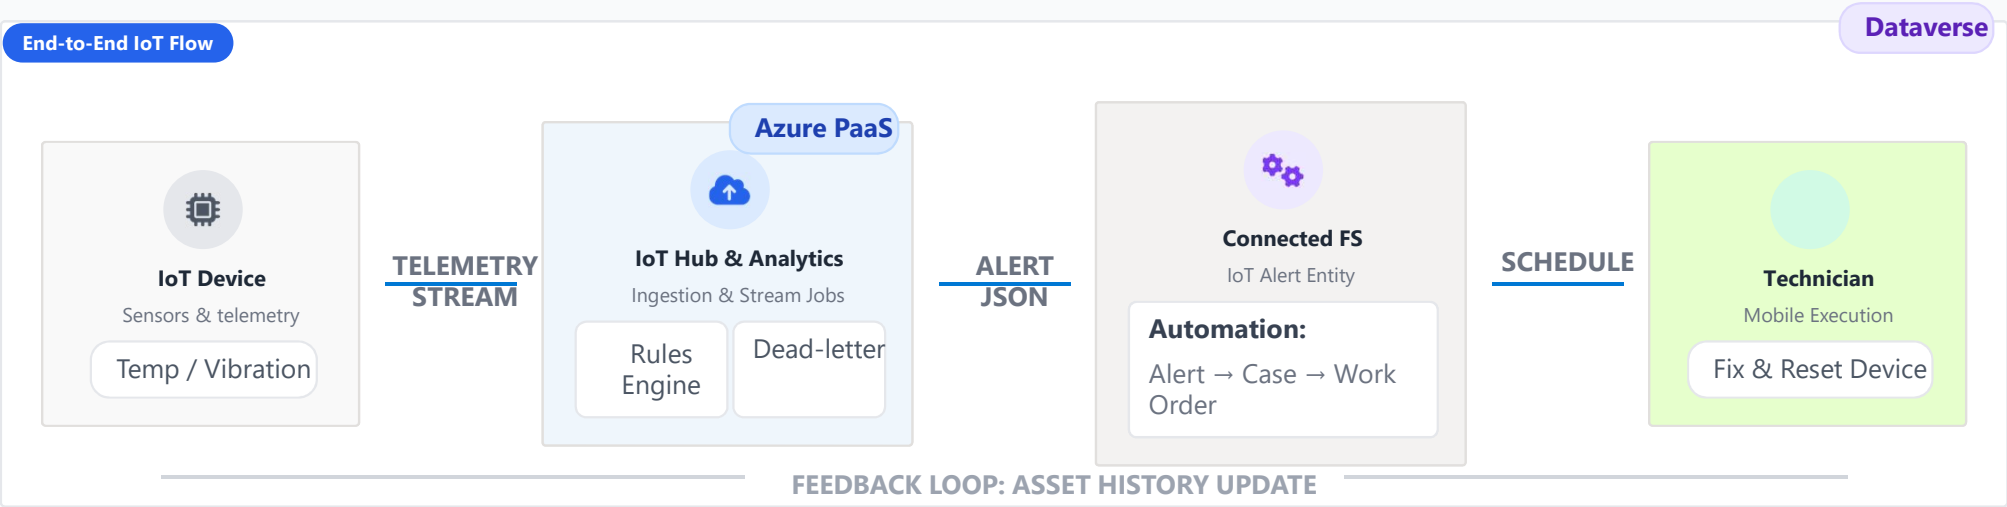 End-to-End IoT Flow
Dataverse
IoT Device
Sensors & telemetry
Temp / Vibration
TELEMETRY
STREAM
Azure PaaS
IoT Hub & Analytics
Ingestion & Stream Jobs
Rules
Engine
Dead-letter
ALERT
JSON
Connected FS
IoT Alert Entity
Automation:
Alert → Case → Work
Order
SCHEDULE
Technician
Mobile Execution
Fix & Reset Device
FEEDBACK LOOP: ASSET HISTORY UPDATE